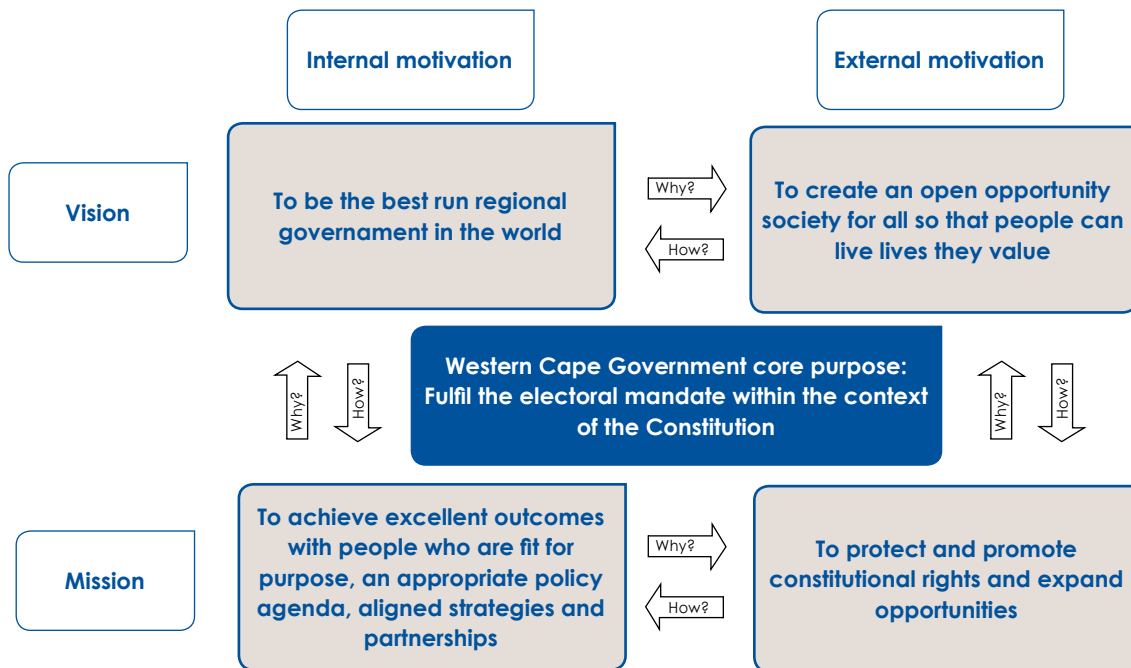 Internal motivation
External motivation
Vision
To be the best run regional
governament in the world
Why?
How?
To create an open opportunity
society for all so that people can
live lives they value
Why?
How?
Western Cape Government core purpose:
Fulfil the electoral mandate within the context
of the Constitution
Why?
How?
Mission
To achieve excellent outcomes
with people who are fit for
purpose, an appropriate policy
agenda, aligned strategies and
partnerships
Why?
How?
To protect and promote
constitutional rights and expand
opportunities